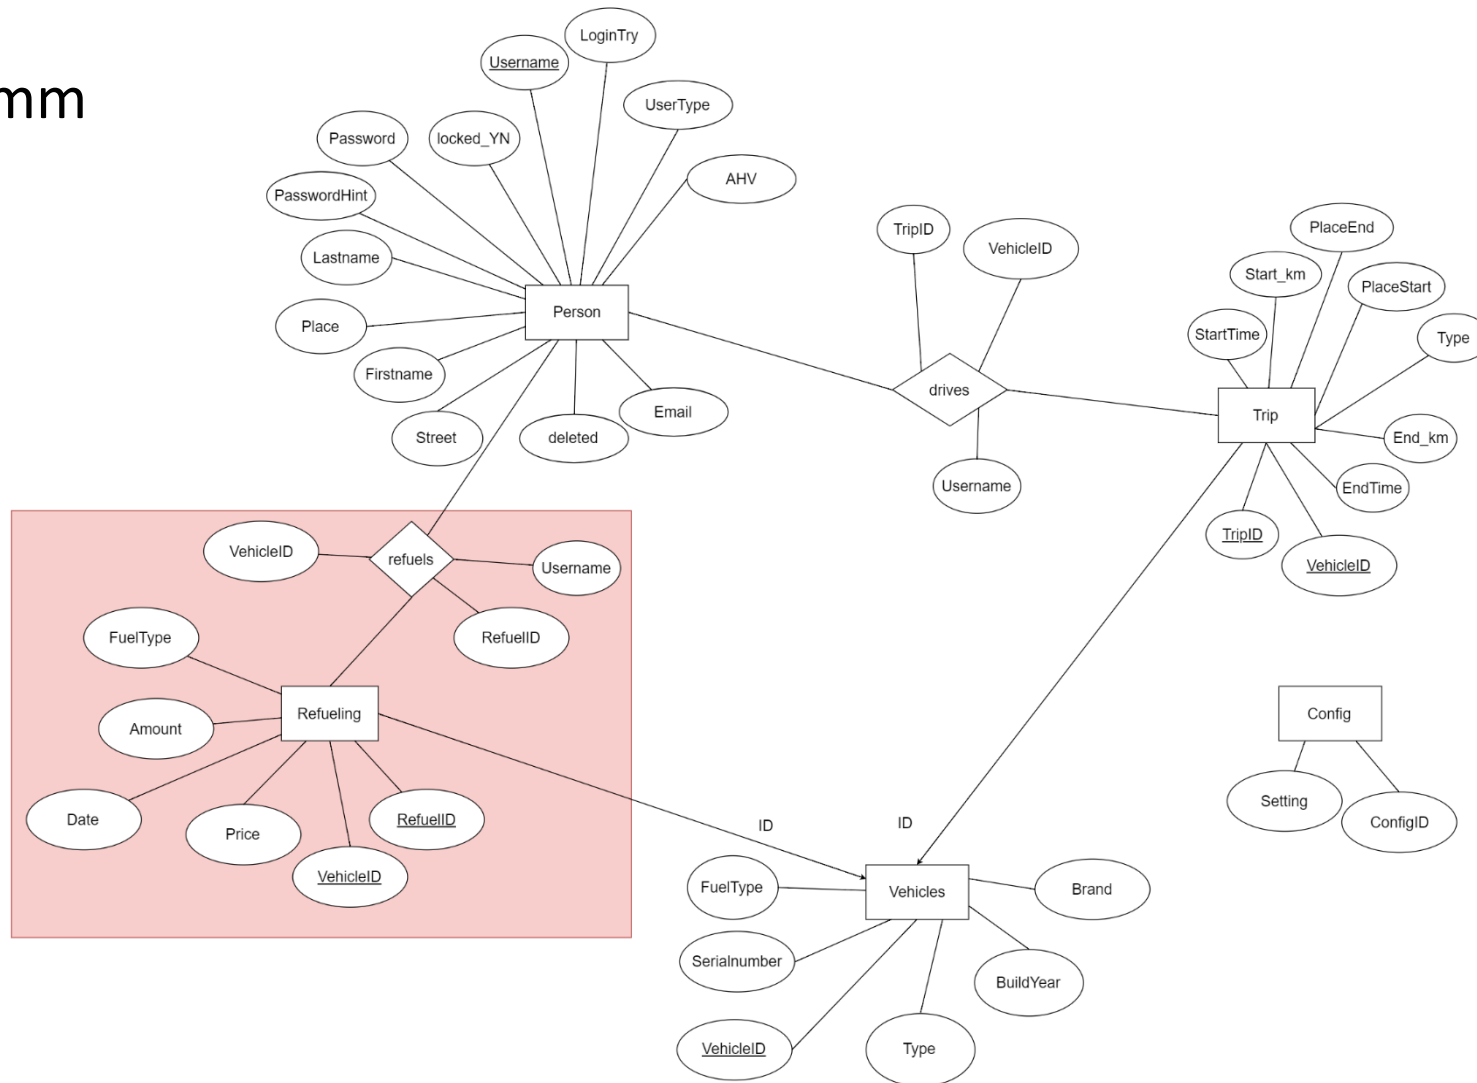 mm
LoginTry
Username
UserType
Password
locked_YN
AHV
PasswordHint
Lastname
Person
Place
Firstname
Email
Street
deleted
TripID
VehicleID
drives
Username
PlaceEnd
Start_km
PlaceStart
StartTime
Type
Trip
End_km
EndTime
TripID
VehicleID
VehicleID
refuels
Username
FuelType
RefuelID
Refueling
Amount
Date
Price
RefuelID
VehicleID
Config
Setting
ConfigID
ID
ID
FuelType
Vehicles
Brand
Serialnumber
BuildYear
VehicleID
Type